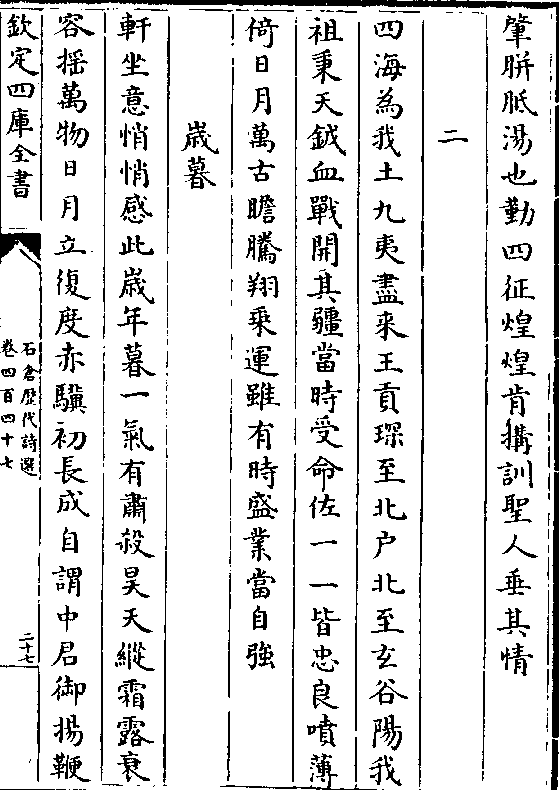 肇胼胝湯也勤四征煌煌肯搆訓聖人垂其情
二
四海為我土九夷盡來王貢琛至北户北至玄谷陽我
祖秉天鉞血戰開其疆當時受命佐一一皆忠良噴薄
倚日月萬古瞻騰翔乗運雖有時盛業當自強
歳暮
軒坐意悄悄感此歳年暮一氣有肅殺昊天縱霜露衰
容揺萬物日月立復度赤驥初長成自謂中君御揚鞭
欽定四庫全書
石倉歴代詩選
卷四百四十七
二十七